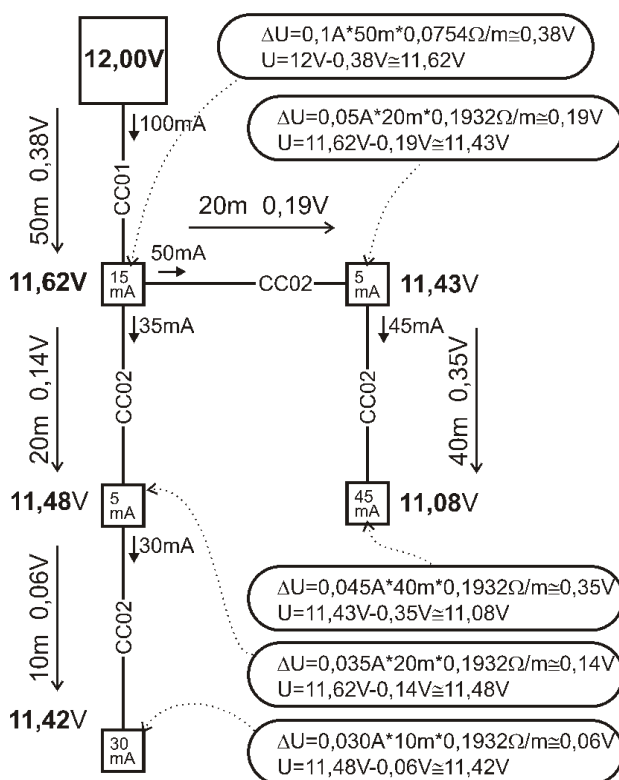 12,00V
ΔU=0,1A*50m*0,0754Ω/m≅0,38V
U=12V-0,38V≅11,62V
ΔU=0,05A*20m*0,1932Ω/m≅0,19V
U=11,62V-0,19V≅11,43V
100mA
50m 0,38V
CC01
20m 0,19V
50mA
11,62V
15
mA
CC02
5
mA
11,43V
35mA
45mA
20m 0,14V
CC02
CC02
40m 0,35V
11,48V
5
mA
45
mA
11,08V
30mA
10m 0,06V
CC02
ΔU=0,045A*40m*0,1932Ω/m≅0,35V
U=11,43V-0,35V≅11,08V
ΔU=0,035A*20m*0,1932Ω/m≅0,14V
U=11,62V-0,14V≅11,48V
11,42V
30
mA
ΔU=0,030A*10m*0,1932Ω/m≅0,06V
U=11,48V-0,06V≅11,42V